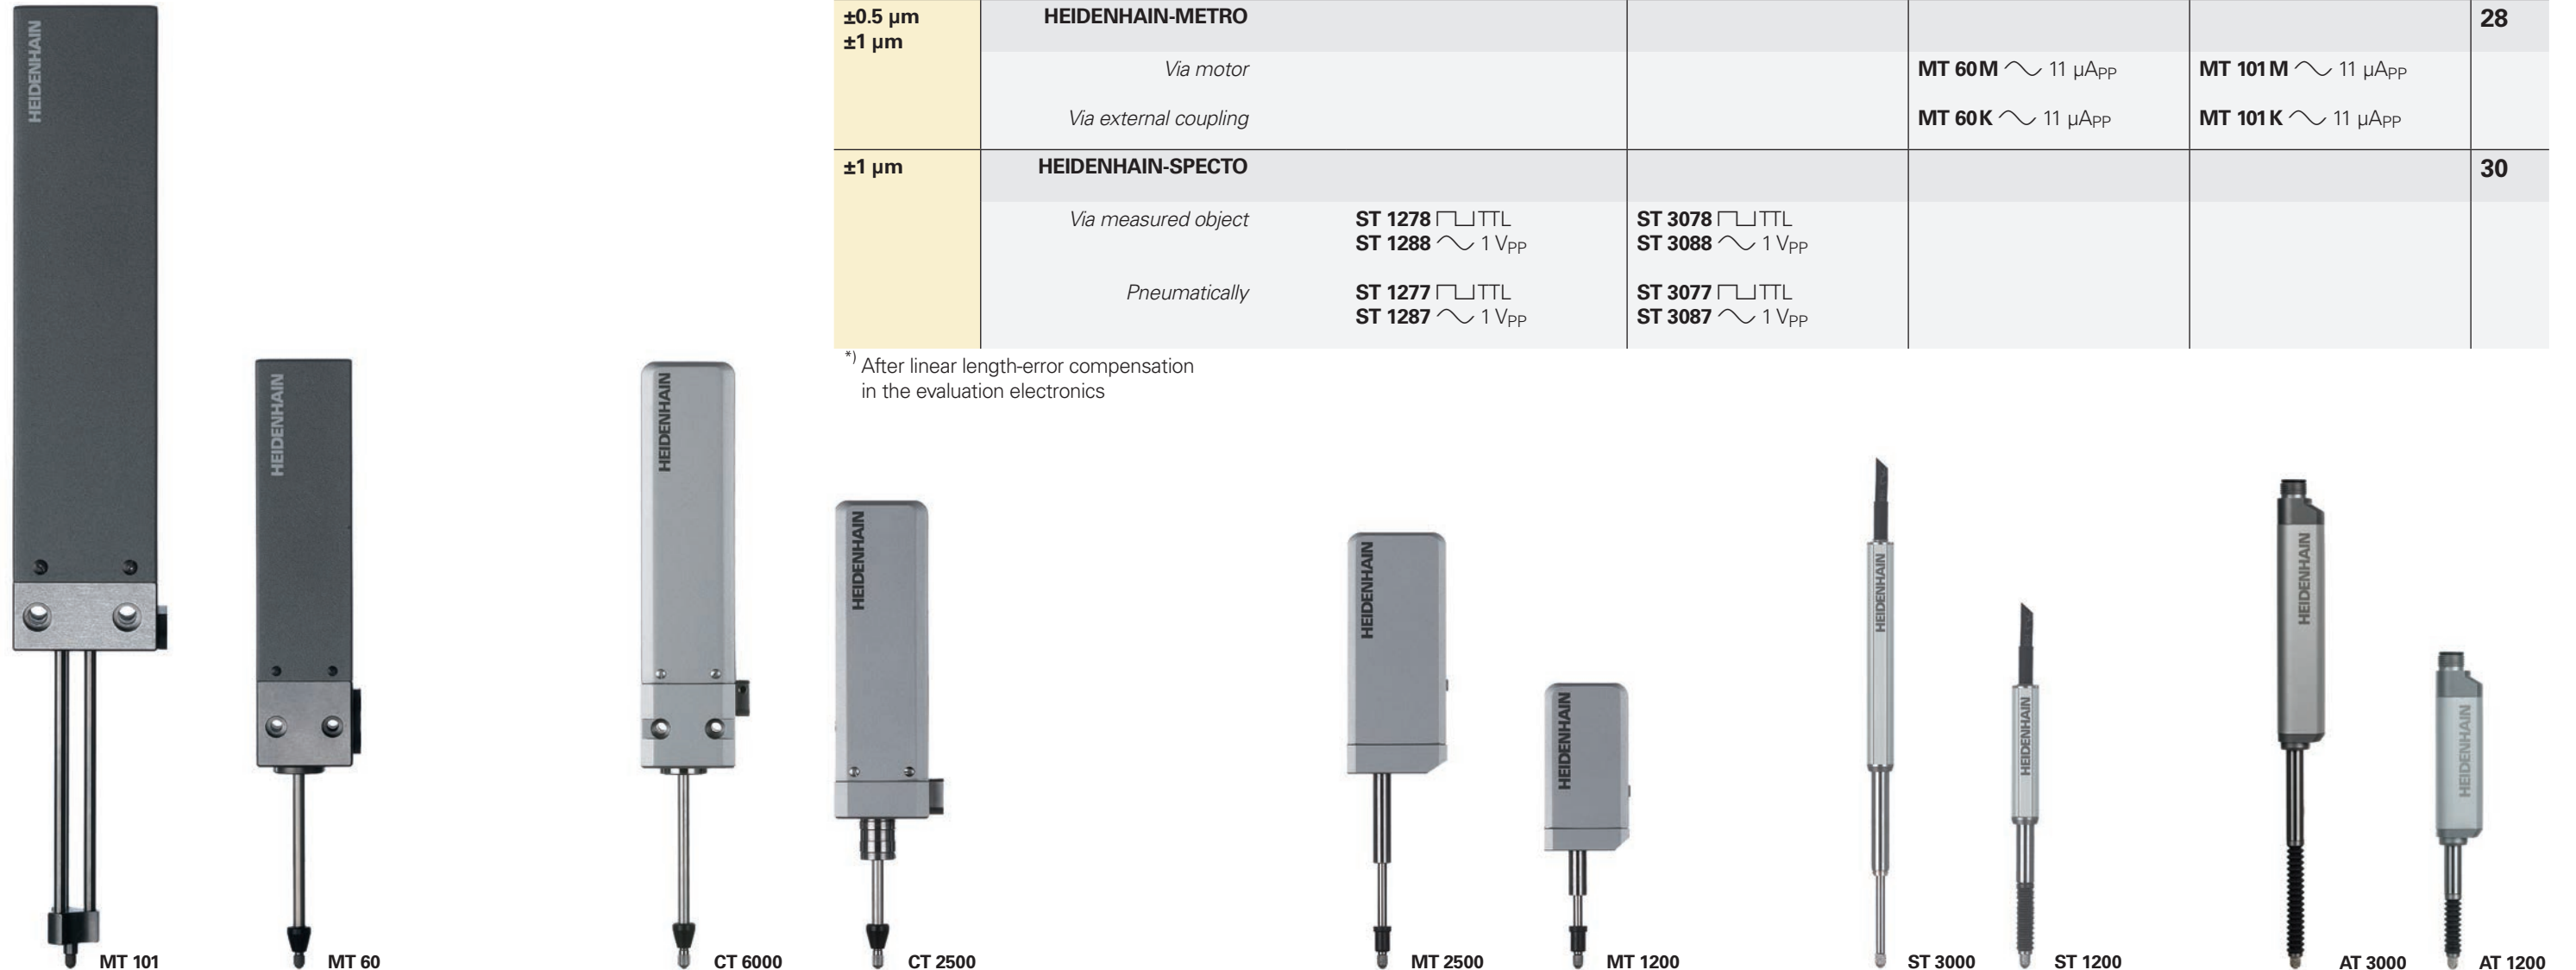 ±0.5 µm HEIDENHAIN-METRO 28
±1 µm
Via motor MT 60 M 11 µAPP MT 101 M 11 µAPP
Via external coupling MT 60 K 11 µAPP MT 101 K 11 µAPP
±1 µm HEIDENHAIN-SPECTO 30
Via measured object ST 1278 TTL ST 3078 TTL
ST 1288 1 VPP ST 3088 1 VPP
Pneumatically ST 1277 TTL ST 3077 TTL
ST 1287 1 VPP ST 3087 1 VPP
*) After linear length-error compensation
in the evaluation electronics
HEIDENHAIN
HEIDENHAIN
HEIDENHAIN
HEIDENHAIN
HEIDENHAIN
HEIDENHAIN
HEIDENHAIN
HEIDENHAIN
HEIDENHAIN
HEIDENHAIN
MT 101 MT 60 CT 6000 CT 2500 MT 2500 MT 1200 ST 3000 ST 1200 AT 3000 AT 1200